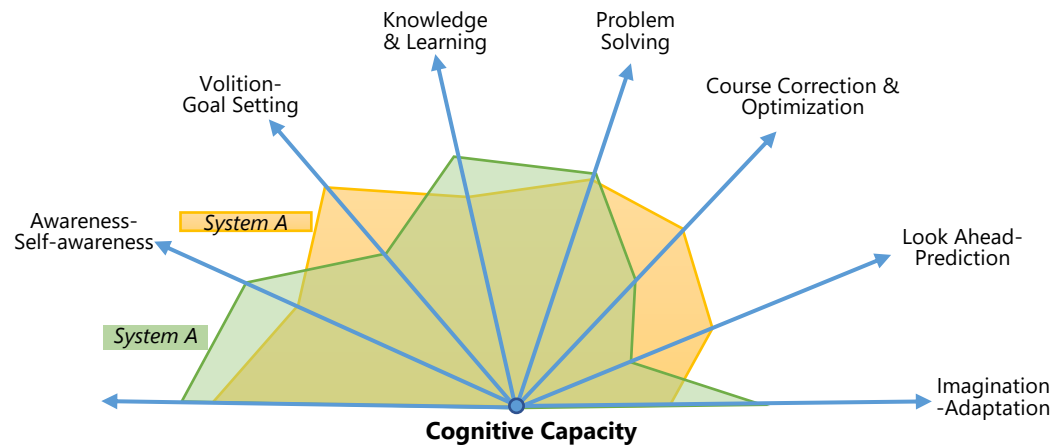 Knowledge
& Learning
Problem
Solving
Volition-
Goal Setting
Course Correction &
Optimization
Awareness-
Self-awareness
System A
Look Ahead-
Prediction
System A
Imagination
-Adaptation
Cognitive Capacity